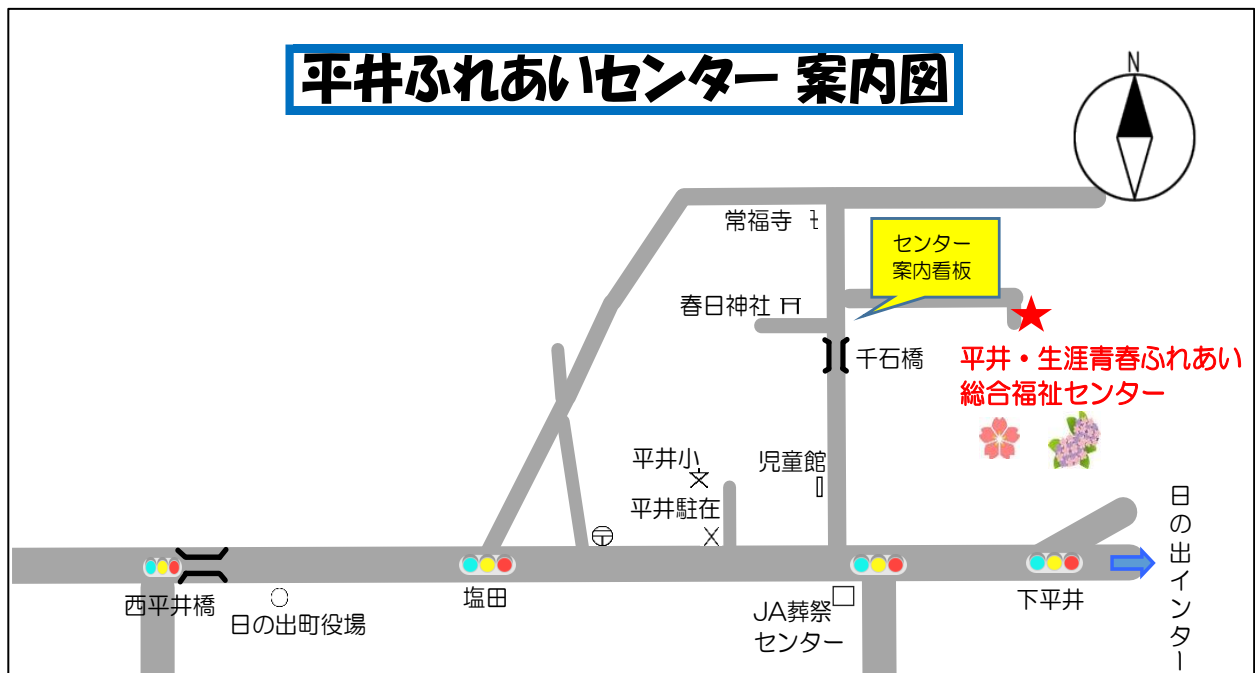 平井ふれあいセンター 案内図
N
常福寺
センター
案内看板
春日神社
千石橋
平井・生涯青春ふれあい
総合福祉センター
平井小
文
児童館
平井駐在
X
〒
日の出インター
西平井橋
日の出町役場
塩田
JA葬祭
センター
下平井